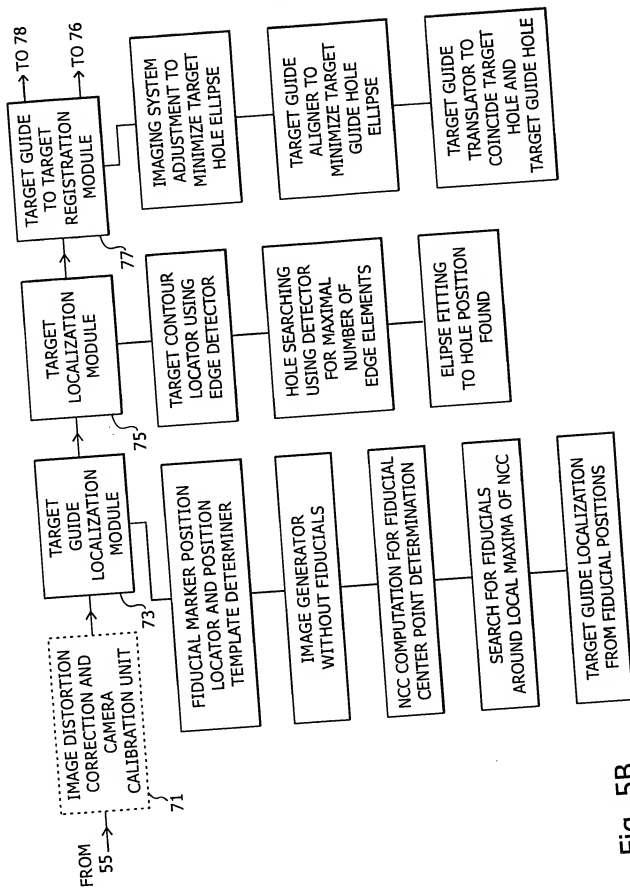 FROM
55
IMAGE DISTORTION
CORRECTION AND
CAMERA
CALIBRATION UNIT
71
TARGET
GUIDE
LOCALIZATION
MODULE
73
FIDUCIAL MARKER POSITION
LOCATOR AND POSITION
TEMPLATE DETERMINER
IMAGE GENERATOR
WITHOUT FIDUCIALS
NCC COMPUTATION FOR FIDUCIAL
CENTER POINT DETERMINATION
SEARCH FOR FIDUCIALS
AROUND LOCAL MAXIMA OF NCC
TARGET GUIDE LOCALIZATION
FROM FIDUCIAL POSITIONS
TARGET
LOCALIZATION
MODULE
75
TARGET CONTOUR
LOCATOR USING
EDGE DETECTOR
HOLE SEARCHING
USING DETECTOR
FOR MAXIMAL
NUMBER OF
EDGE ELEMENTS
ELIPSE FITTING
TO HOLE POSITION
FOUND
TARGET GUIDE
TO TARGET
REGISTRATION
MODULE
77
TO 78
TO 76
IMAGING SYSTEM
ADJUSTMENT TO
MINIMIZE TARGET
HOLE ELLIPSE
TARGET GUIDE
ALIGNER TO
MINIMIZE TARGET
GUIDE HOLE
ELLIPSE
TARGET GUIDE
TRANSLATOR TO
COINCIDE TARGET
HOLE AND
TARGET GUIDE HOLE
Fig. 5B